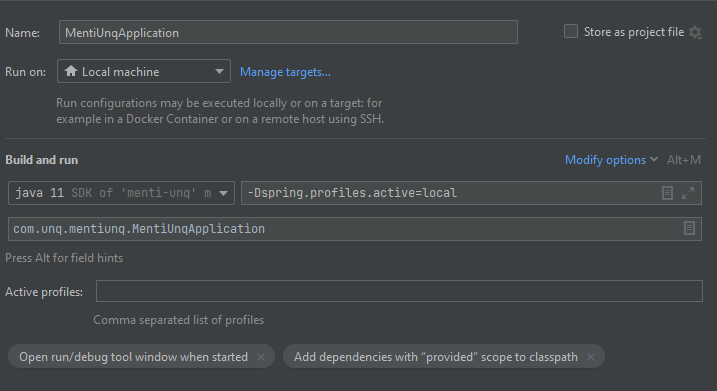 Name: MentiUnqApplication Store as project file
Run on: Local machine Manage targets...
Run configurations may be executed locally or on a target: for
example in a Docker Container or on a remote host using SSH.
Build and run Modify options Alt+M
java 11 SDK of 'menti-unq' m -Dspring.profiles.active=local
com.unq.mentiunq.MentiUnqApplication
Press Alt for field hints
Active profiles:
Comma separated list of profiles
Open run/debug tool window when started × Add dependencies with “provided” scope to classpath ×